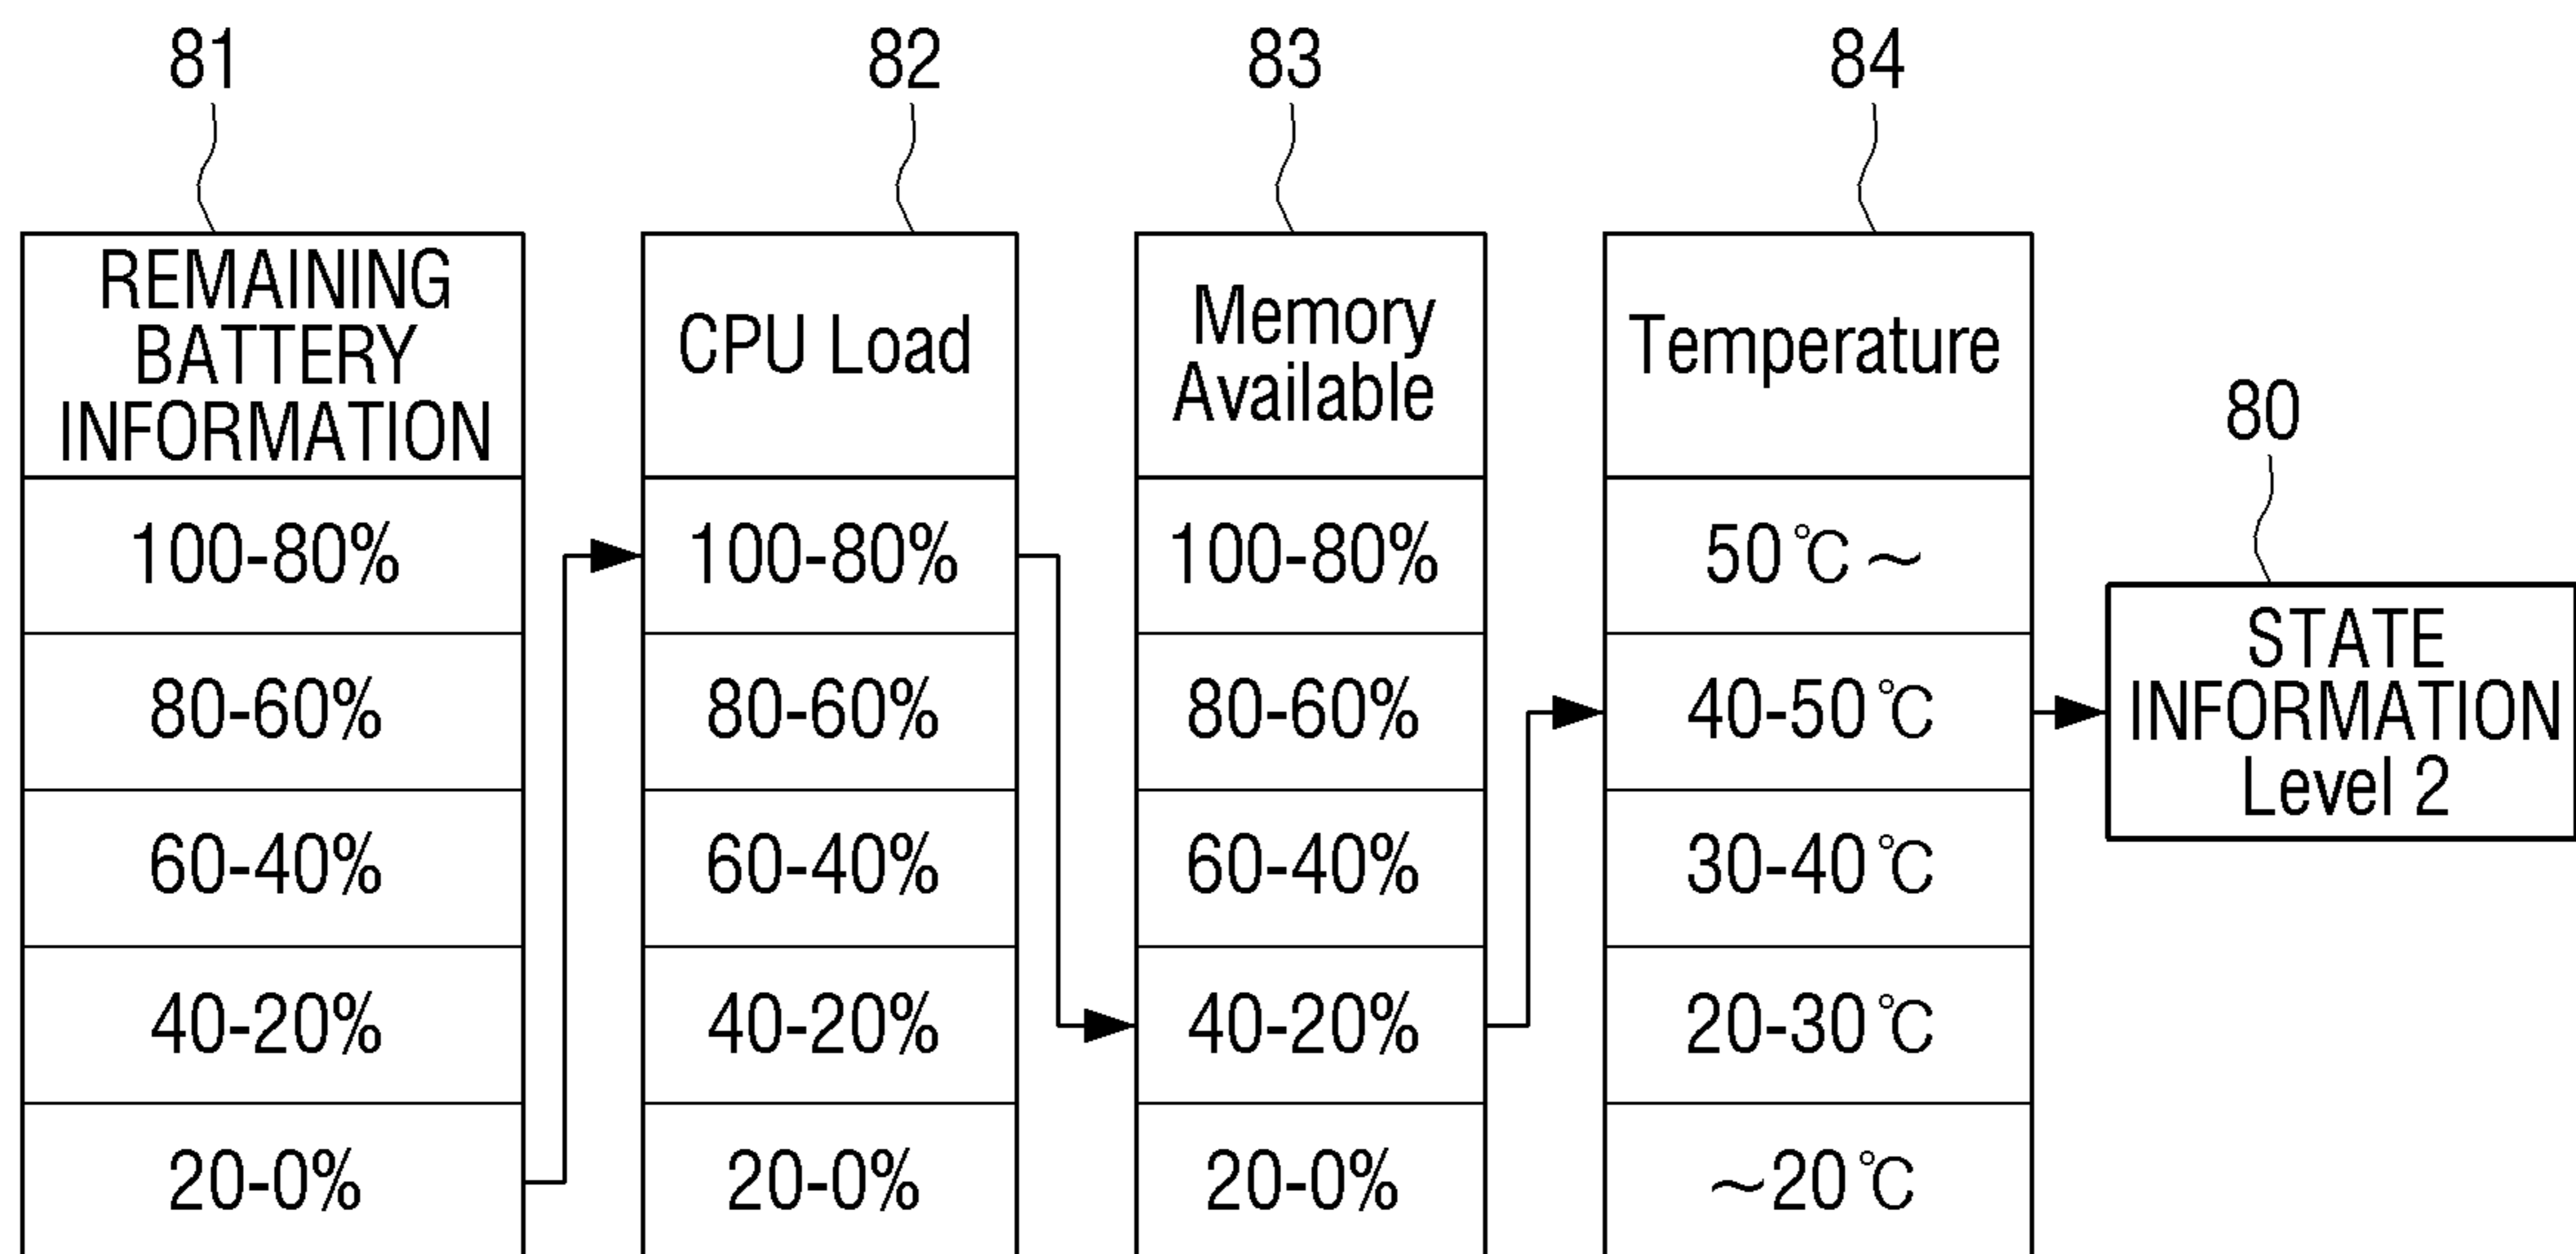 81
82
83
84
REMAINING
BATTERY
INFORMATION
100-80%
80-60%
60-40%
40-20%
20-0%
CPU Load
100-80%
80-60%
60-40%
40-20%
20-0%
Memory
Available
100-80%
80-60%
60-40%
40-20%
20-0%
Temperature
50℃ ~
40-50℃
30-40℃
20-30℃
~20℃
80
STATE
INFORMATION
Level 2